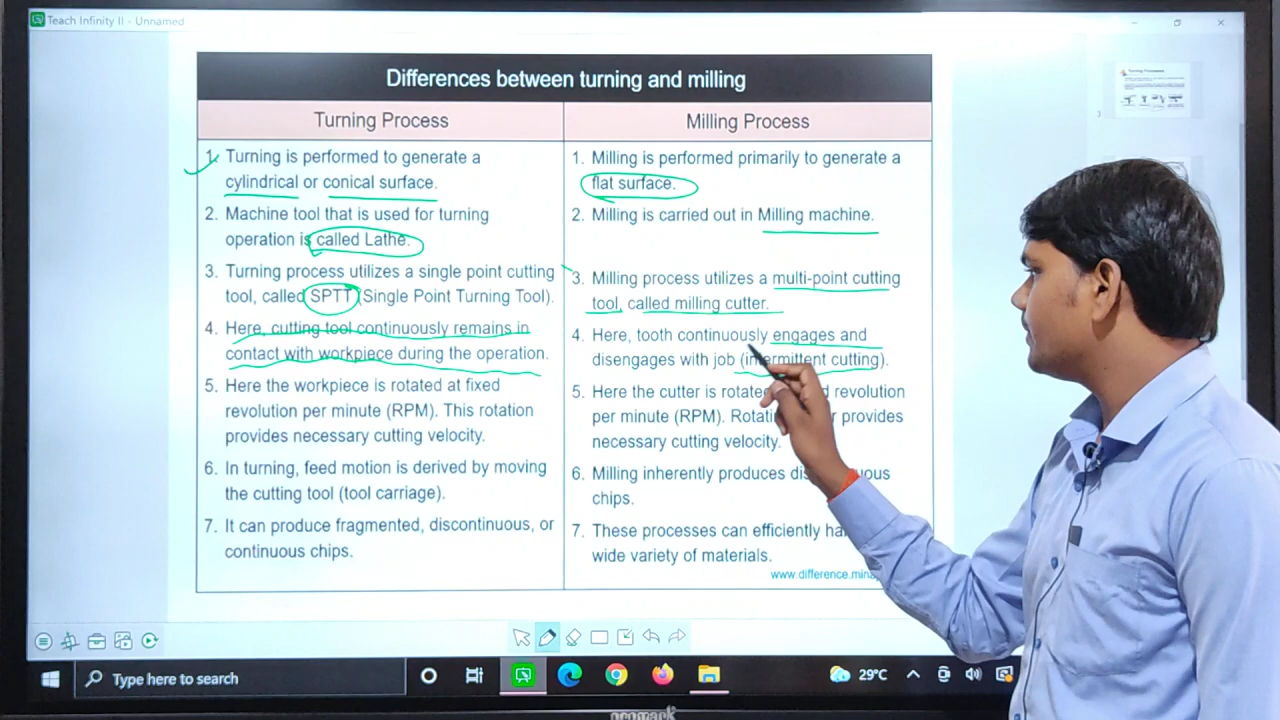 Teach Infinity II - Unnamed
Differences between turning and milling
Turning Process
Milling Process
1. Turning is performed to generate a
cylindrical or conical surface.
2. Machine tool that is used for turning
operation is called Lathe.
3. Turning process utilizes a single point cutting
tool, called SPTT (Single Point Turning Tool).
4. Here, cutting tool continuously remains in
contact with workpiece during the operation.
5. Here the workpiece is rotated at fixed
revolution per minute (RPM). This rotation
provides necessary cutting velocity.
6. In turning, feed motion is derived by moving
the cutting tool (tool carriage).
7. It can produce fragmented, discontinuous, or
continuous chips.
1. Milling is performed primarily to generate a
flat surface.
2. Milling is carried out in Milling machine.
3. Milling process utilizes a multi-point cutting
tool, called milling cutter.
4. Here, tooth continuously engages and
disengages with job (intermittent cutting).
5. Here the cutter is rotated revolution
per minute (RPM). provides
necessary cutting velocity.
6. Milling inherently produces
chips.
7. These processes can efficiently
wide variety of materials.
Turning Processes
3
Type here to search
29°C